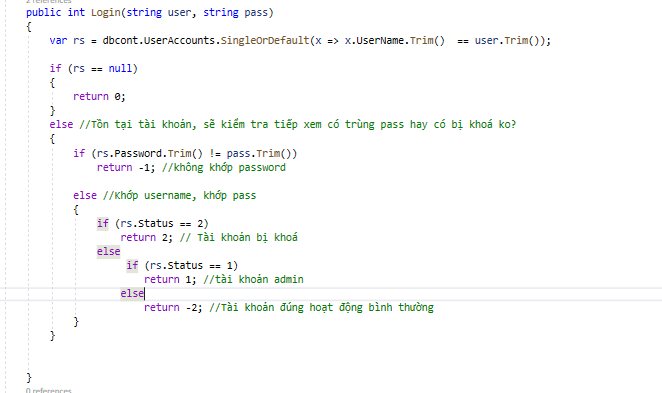 2 references
public int Login(string user, string pass)
{
var rs = dbcont.UserAccounts.SingleOrDefault(x => x.UserName.Trim()  == user.Trim());
if (rs == null)
{
return 0;
}
else //Tồn tại tài khoản, sẽ kiểm tra tiếp xem có trùng pass hay có bị khoá ko?
{
if (rs.Password.Trim() != pass.Trim())
return -1; //không khớp password
else //Khớp username, khớp pass
{
if (rs.Status == 2)
return 2; // Tài khoản bị khoá
else
if (rs.Status == 1)
return 1; //tài khoản admin
else
return -2; //Tài khoản đúng hoạt động bình thường
}
}
}
0 references